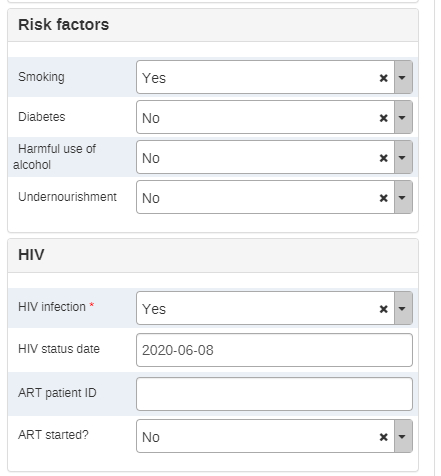 Risk factors
Smoking Yes
Diabetes No
Harmful use of
alcohol No
Undernourishment No
HIV
HIV infection * Yes
HIV status date 2020-06-08
ART patient ID
ART started? No